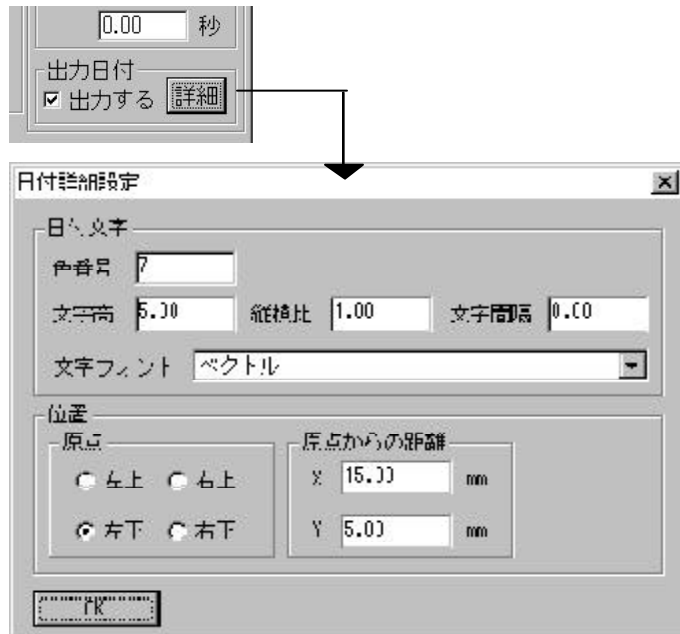 0.00 秒
出力日付
出力する 詳細
日付詳細設定
日付文字
色番号 7
文字高 5.00 縦横比 1.00 文字間隔 0.00
文字フォント ベクトル
位置
原点 原点からの距離
左上 右上 X 15.00 mm
左下 右下 Y 5.00 mm
OK